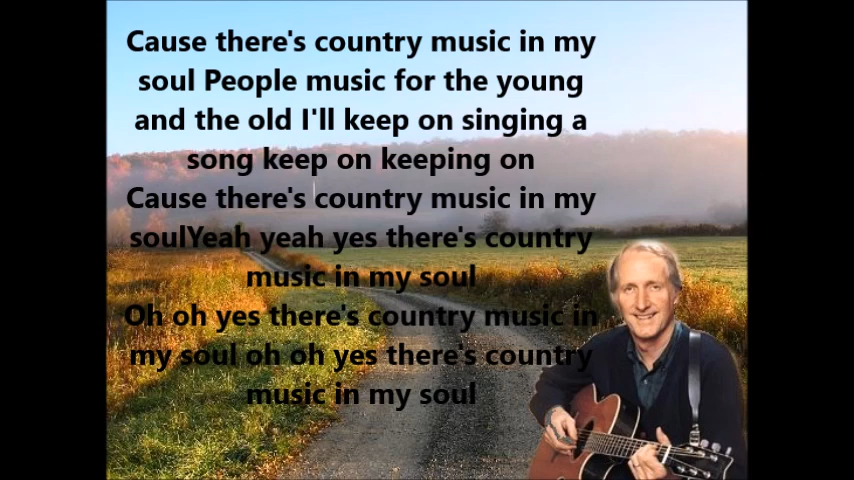 Cause there's country music in my
soul People music for the young
and the old I'll keep on singing a
song keep on keeping on
Cause there's country music in my
soulYeah yeah yes there's country
music in my soul
Oh oh yes there's country music in
my soul oh oh yes there's country
music in my soul